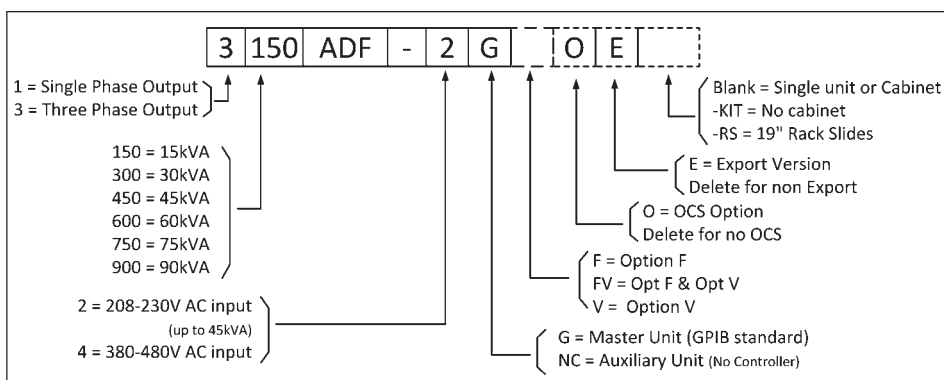 3 150 ADF - 2 G O E
1 = Single Phase Output
3 = Three Phase Output
150 = 15kVA
300 = 30kVA
450 = 45kVA
600 = 60kVA
750 = 75kVA
900 = 90kVA
2 = 208-230V AC input
(up to 45kVA)
4 = 380-480V AC input
Blank = Single unit or Cabinet
-KIT = No cabinet
-RS = 19" Rack Slides
E = Export Version
Delete for non Export
O = OCS Option
Delete for no OCS
F = Option F
FV = Opt F & Opt V
V = Option V
G = Master Unit (GPIB standard)
NC = Auxiliary Unit (No Controller)